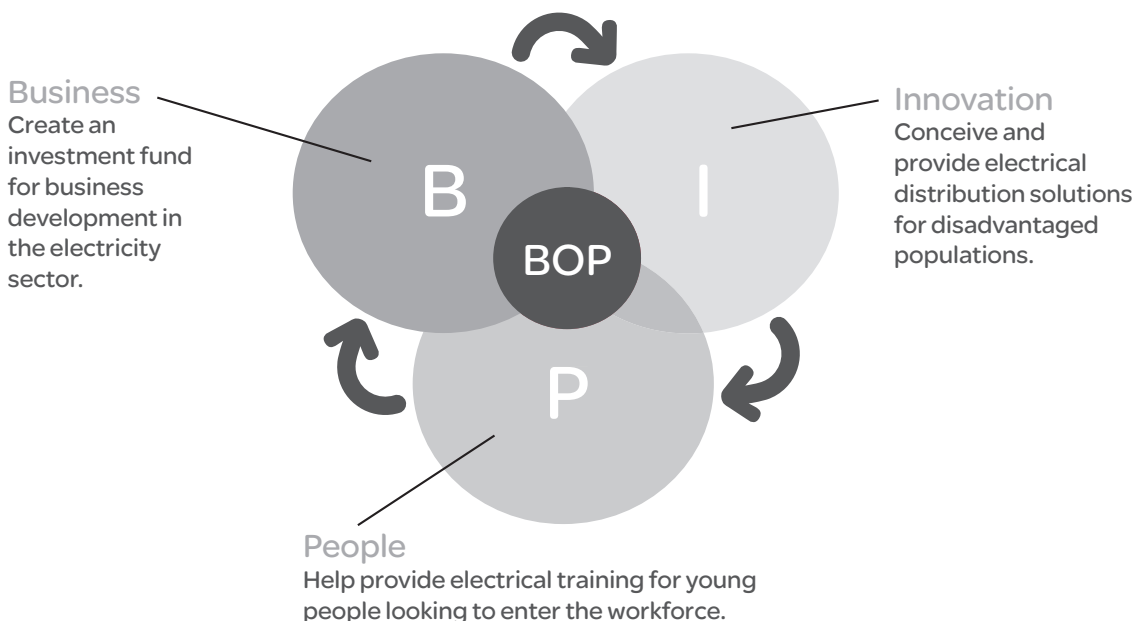 Business
Create an
investment fund
for business
development in
the electricity
sector.
B
I
BOP
P
Innovation
Conceive and
provide electrical
distribution solutions
for disadvantaged
populations.
People
Help provide electrical training for young
people looking to enter the workforce.